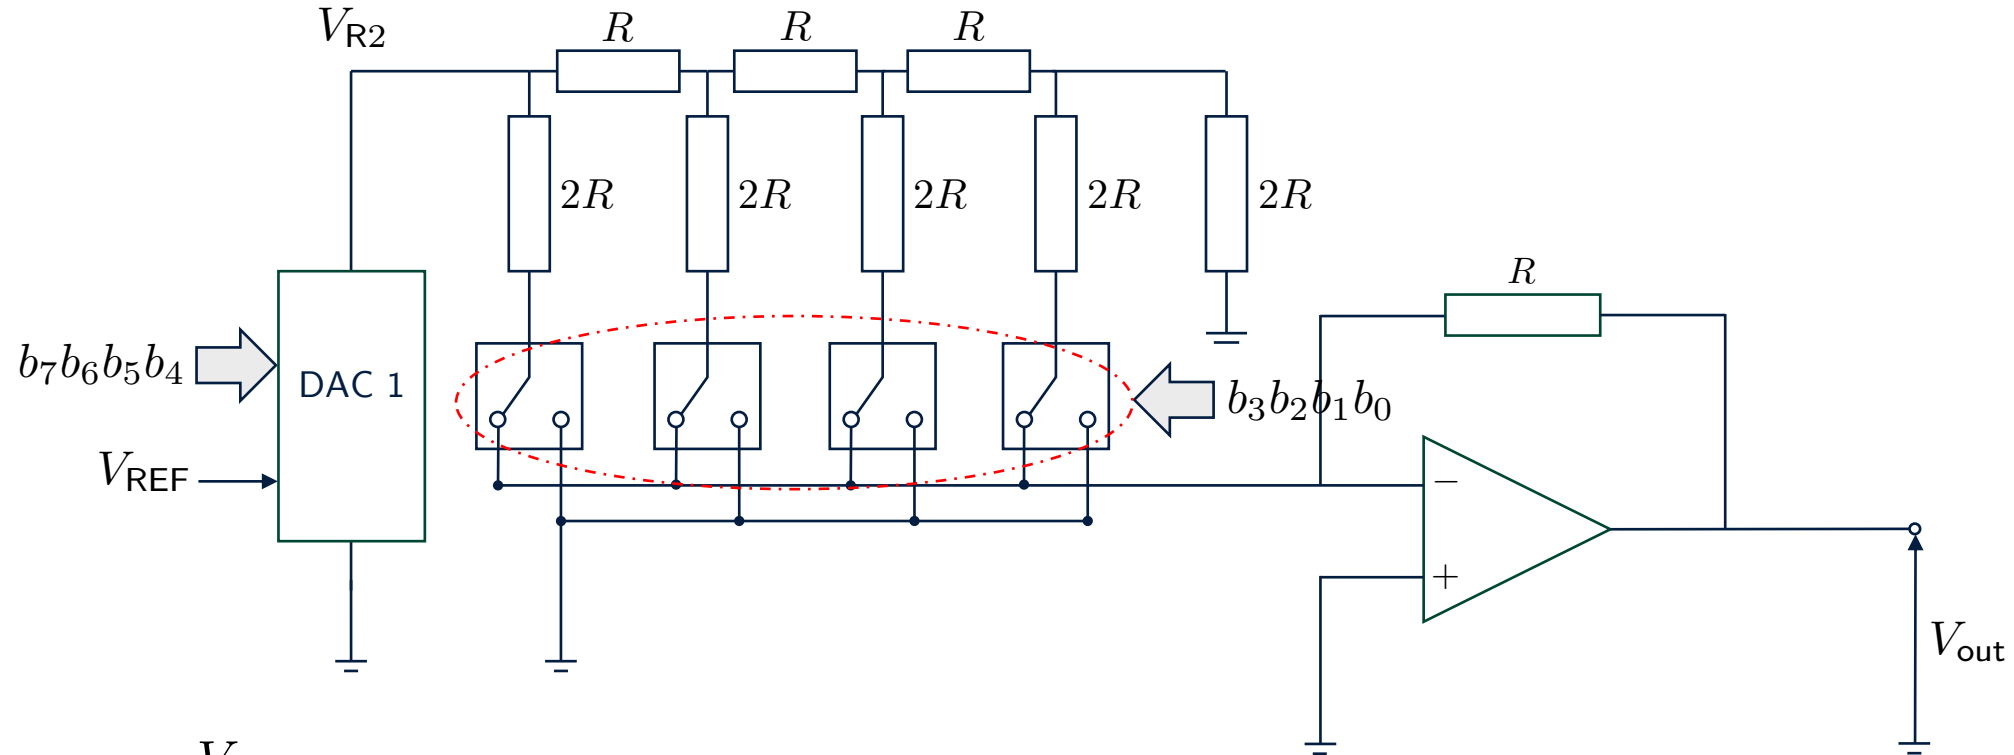 V_R2
R R R
2R 2R 2R 2R 2R
R
b_7b_6b_5b_4
DAC 1
b_3b_2b_1b_0
V_REF
−
+
V_out
V